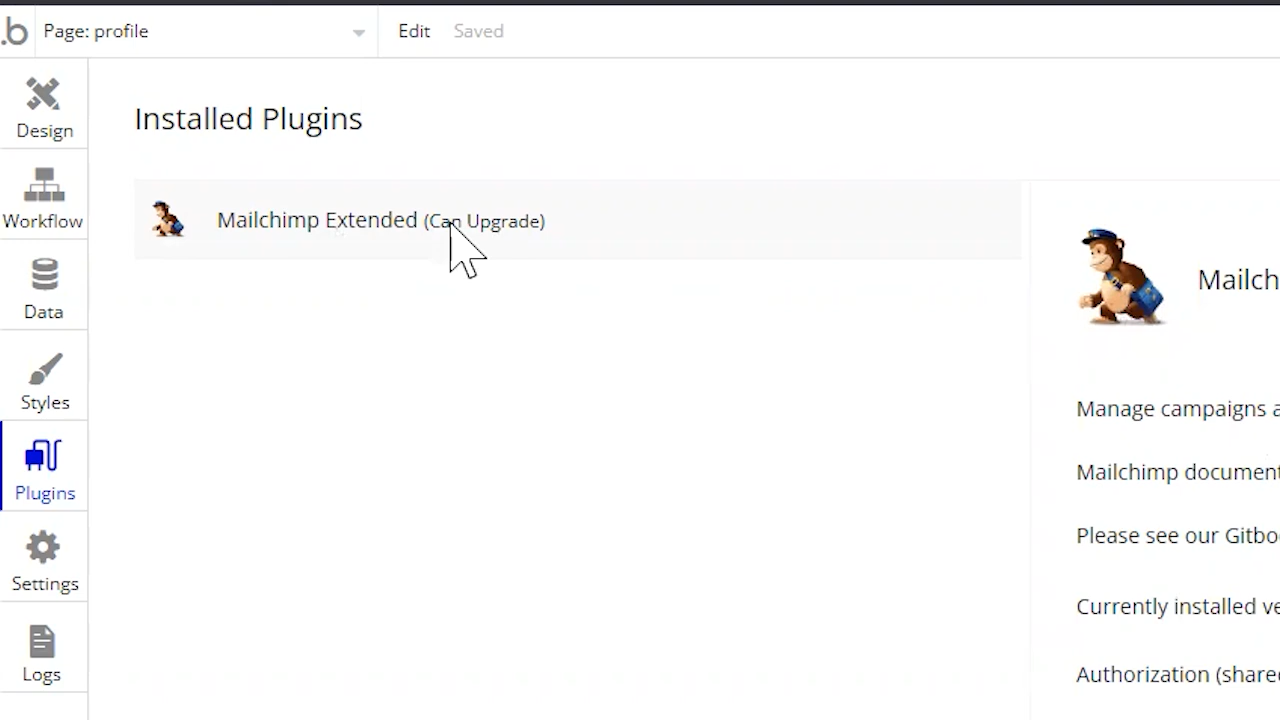 .b
Page: profile
Edit
Saved
Design
Workflow
Data
Styles
Plugins
Settings
Logs
Installed Plugins
Mailchimp Extended (Can Upgrade)
Mailch
Manage campaigns a
Mailchimp document
Please see our Gitbo
Currently installed ve
Authorization (share